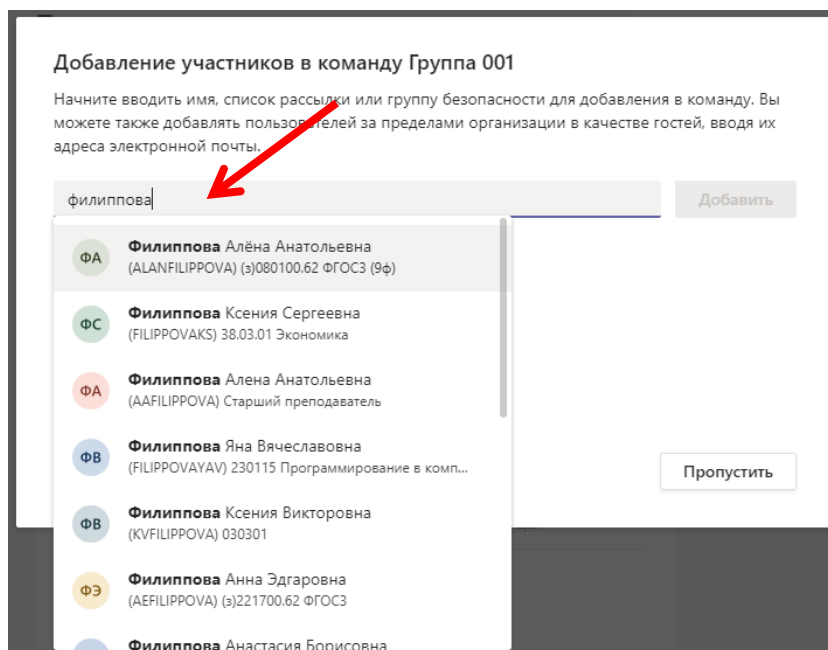 Добавление участников в команду Группа 001
Начните вводить имя, список рассылки или группу безопасности для добавления в команду. Вы
можете также добавлять пользователей за пределами организации в качестве гостей, вводя их
адреса электронной почты.
филиппова
Добавить
ФА
Филиппова Алёна Анатольевна
(ALANFILIPPOVA) (з)080100.62 ФГОС3 (9ф)
ФС
Филиппова Ксения Сергеевна
(FILIPPOVAKS) 38.03.01 Экономика
ФА
Филиппова Алена Анатольевна
(AAFILIPPOVA) Старший преподаватель
ФВ
Филиппова Яна Вячеславовна
(FILIPPOVAYAV) 230115 Программирование в комп...
Пропустить
ФВ
Филиппова Ксения Викторовна
(KVFILIPPOVA) 030301
ФЭ
Филиппова Анна Эдгаровна
(AEFILIPPOVA) (з)221700.62 ФГОС3
Филиппова Анастасия Борисовна